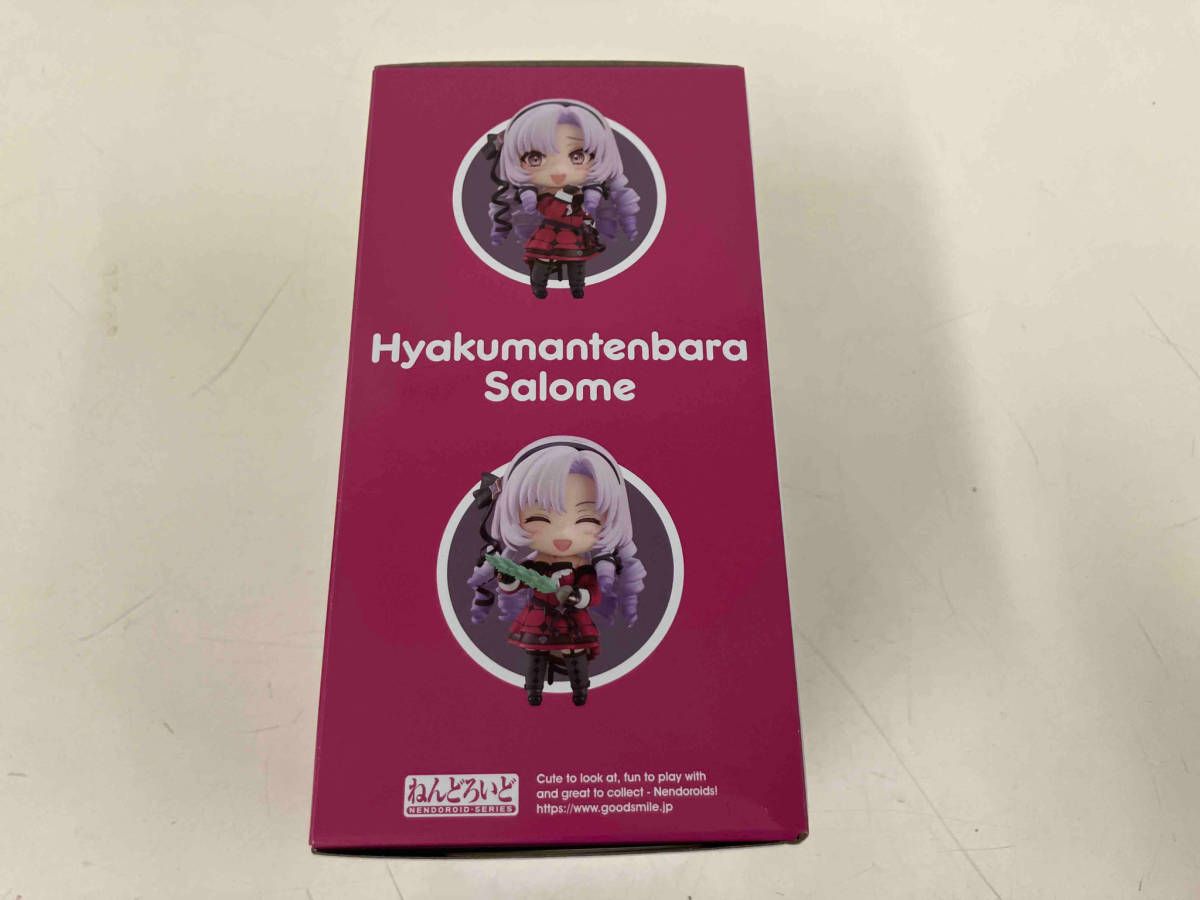 Hyakumantenbara
Salome
ねんどろいど
NENDOROID-SERIES
Cute to look at, fun to play with
and great to collect - Nendoroids!
https://www.goodsmile.jp